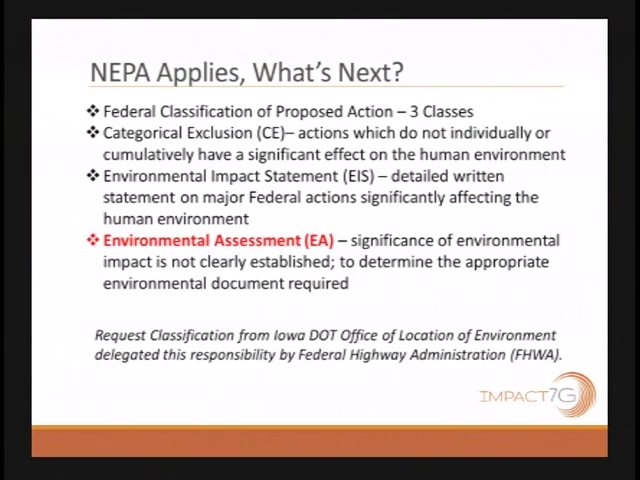 NEPA Applies, What's Next?
❖ Federal Classification of Proposed Action – 3 Classes
❖ Categorical Exclusion (CE)– actions which do not individually or
cumulatively have a significant effect on the human environment
❖ Environmental Impact Statement (EIS) – detailed written
statement on major Federal actions significantly affecting the
human environment
❖ Environmental Assessment (EA) – significance of environmental
impact is not clearly established; to determine the appropriate
environmental document required
Request Classification from Iowa DOT Office of Location of Environment
delegated this responsibility by Federal Highway Administration (FHWA).
IMPACT7G